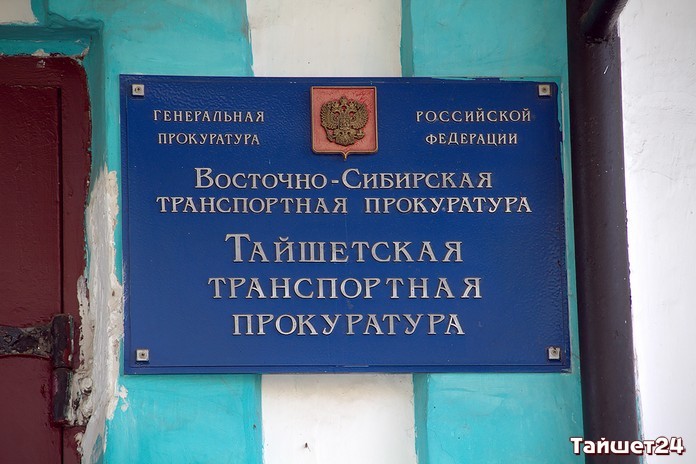 ГЕНЕРАЛЬНАЯ
ПРОКУРАТУРА
РОССИЙСКОЙ
ФЕДЕРАЦИИ
ВОСТОЧНО-СИБИРСКАЯ
ТРАНСПОРТНАЯ ПРОКУРАТУРА
ТАЙШЕТСКАЯ
ТРАНСПОРТНАЯ
ПРОКУРАТУРА
Тайшет24